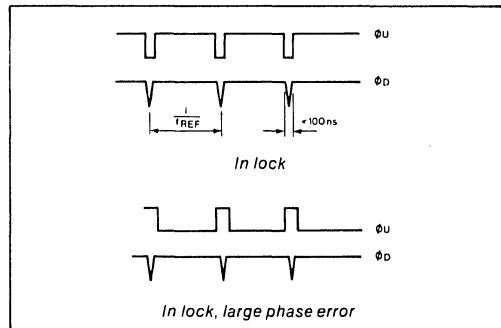 ϕU
ϕD
1
fREF
<100ns
In lock
ϕU
ϕD
In lock, large phase error